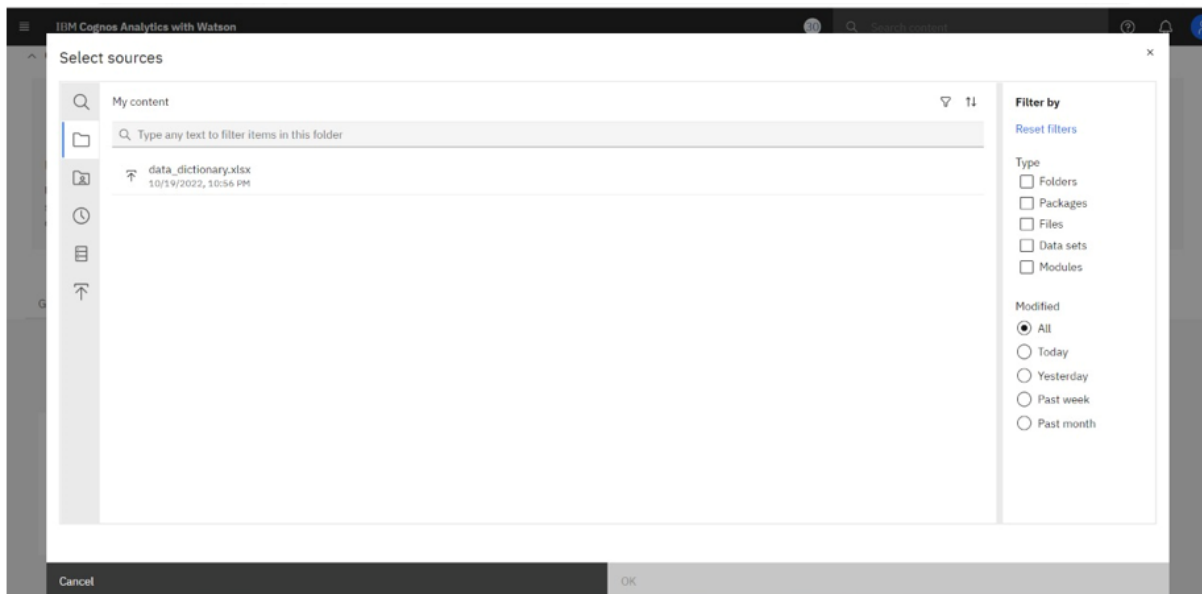 IBM Cognos Analytics with Watson
30
Search content
Select sources
My content
Type any text to filter items in this folder
data_dictionary.xlsx
10/19/2022, 10:56 PM
Filter by
Reset filters
Type
Folders
Packages
Files
Data sets
Modules
Modified
All
Today
Yesterday
Past week
Past month
Cancel
OK